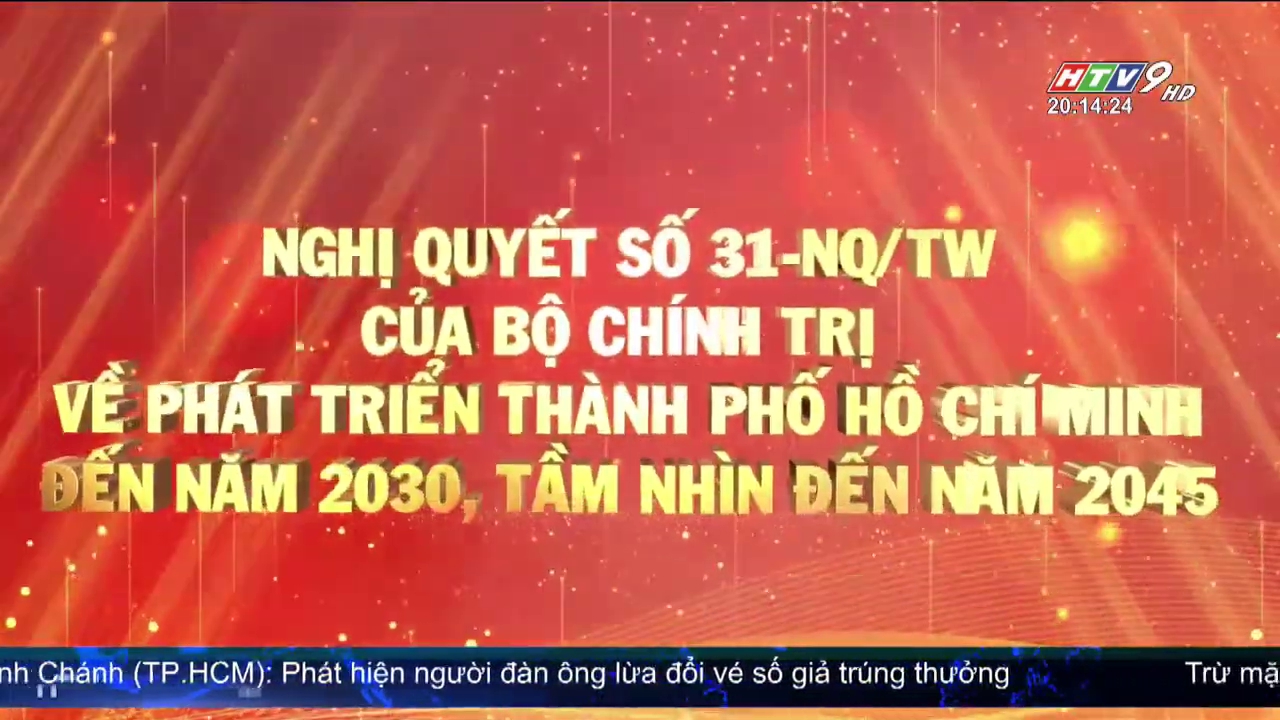 HTV9 HD
20:14:24
NGHỊ QUYẾT SỐ 31-NQ/TW
CỦA BỘ CHÍNH TRỊ
VỀ PHÁT TRIỂN THÀNH PHỐ HỒ CHÍ MINH
ĐẾN NĂM 2030, TẦM NHÌN ĐẾN NĂM 2045
nh Chánh (TP.HCM): Phát hiện người đàn ông lừa đổi vé số giả trúng thưởng Trừ mặ